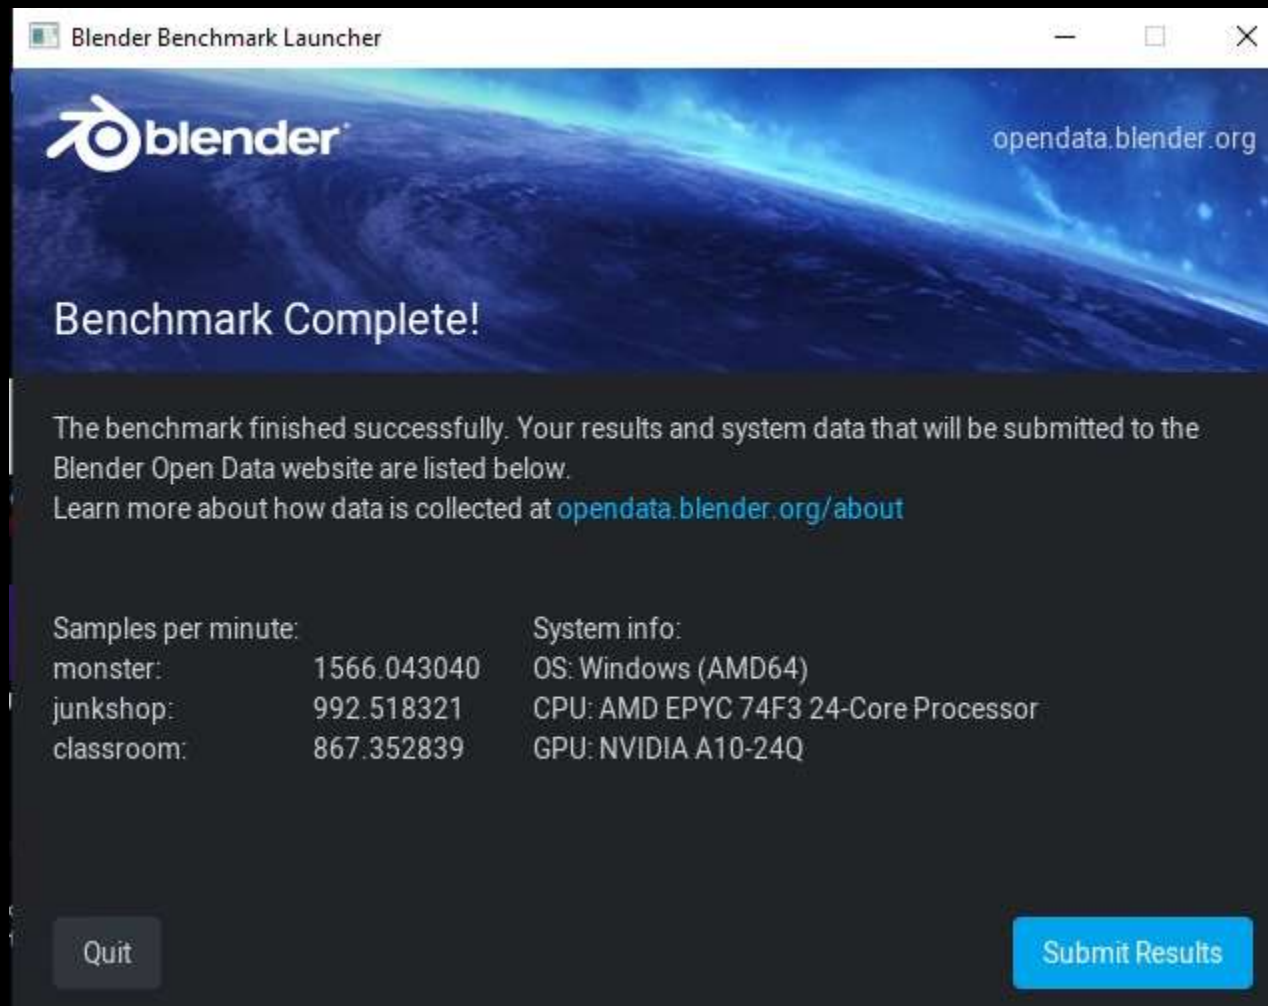 Blender Benchmark Launcher
blender
opendata.blender.org
Benchmark Complete!
The benchmark finished successfully. Your results and system data that will be submitted to the
Blender Open Data website are listed below.
Learn more about how data is collected at opendata.blender.org/about
Samples per minute:
monster: 1566.043040
junkshop: 992.518321
classroom: 867.352839
System info:
OS: Windows (AMD64)
CPU: AMD EPYC 74F3 24-Core Processor
GPU: NVIDIA A10-24Q
Quit
Submit Results